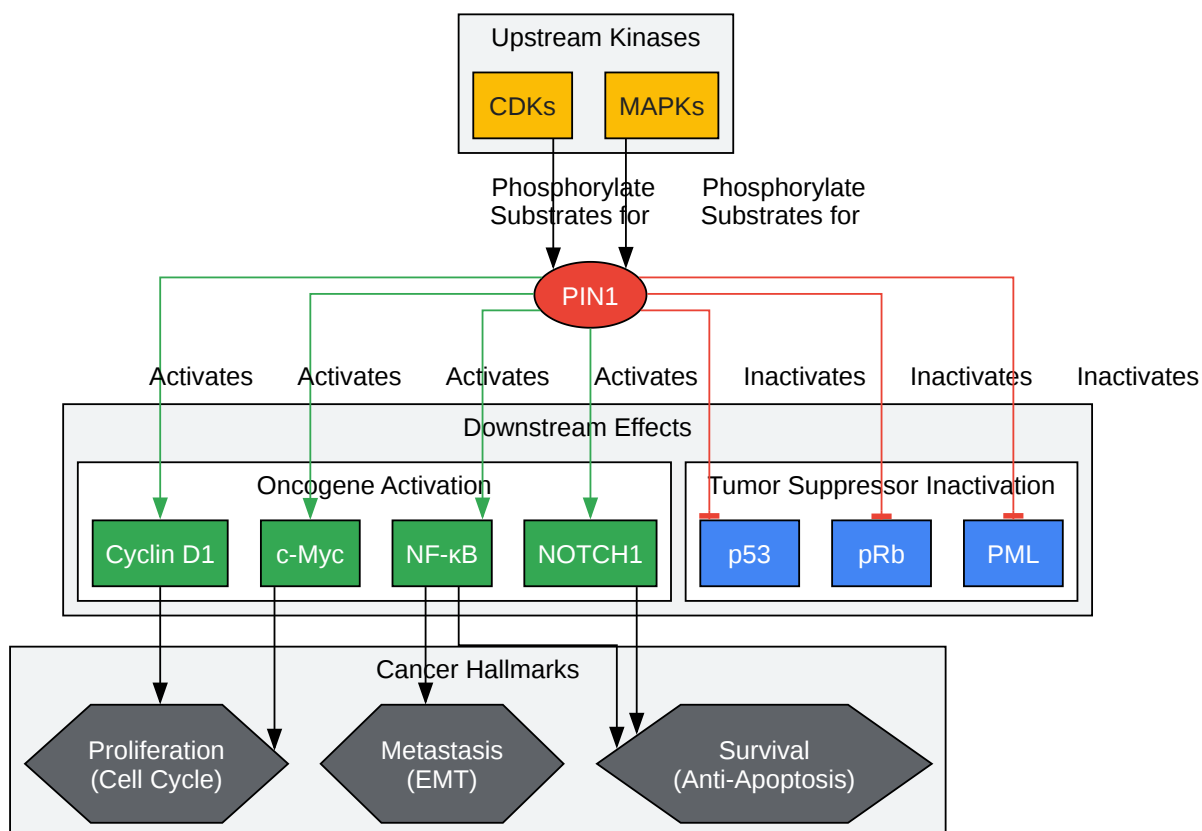 Upstream Kinases
CDKs
MAPKs
Phosphorylate
Substrates for
Phosphorylate
Substrates for
PIN1
Activates
Activates
Activates
Activates
Inactivates
Inactivates
Inactivates
Downstream Effects
Oncogene Activation
Tumor Suppressor Inactivation
Cyclin D1
c-Myc
NF-κB
NOTCH1
p53
pRb
PML
Cancer Hallmarks
Proliferation
(Cell Cycle)
Metastasis
(EMT)
Survival
(Anti-Apoptosis)